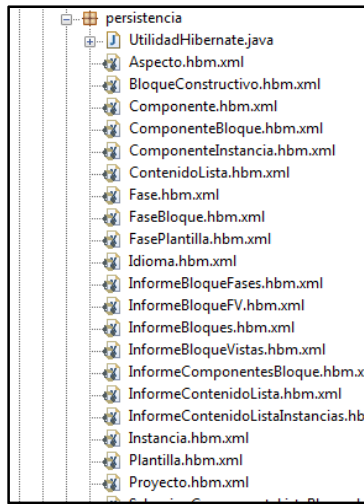 persistencia
UtilidadHibernate.java
Aspecto.hbm.xml
BloqueConstructivo.hbm.xml
Componente.hbm.xml
ComponenteBloque.hbm.xml
ComponenteInstancia.hbm.xml
ContenidoLista.hbm.xml
Fase.hbm.xml
FaseBloque.hbm.xml
FasePlantilla.hbm.xml
Idioma.hbm.xml
InformeBloqueFases.hbm.xml
InformeBloqueFV.hbm.xml
InformeBloques.hbm.xml
InformeBloqueVistas.hbm.xml
InformeComponentesBloque.hbm.x
InformeContenidoLista.hbm.xml
InformeContenidoListaInstancias.hb
Instancia.hbm.xml
Plantilla.hbm.xml
Proyecto.hbm.xml